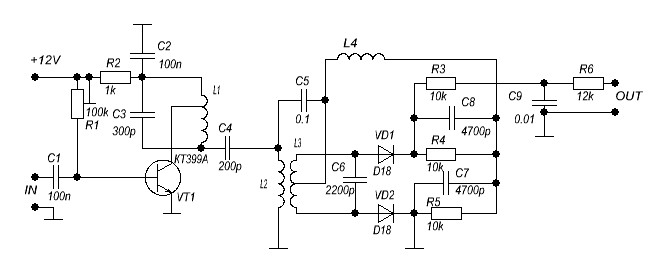 +12V
R2
1k
C2
100n
L1
L4
C5
0.1
R3
10k
C9
0.01
R6
12k
OUT
100k
R1
C3
300p
C4
200p
C8
4700p
KT399A
VT1
C1
100n
IN
L2
L3
C6
2200p
VD1
D18
R4
10k
C7
4700p
VD2
D18
R5
10k